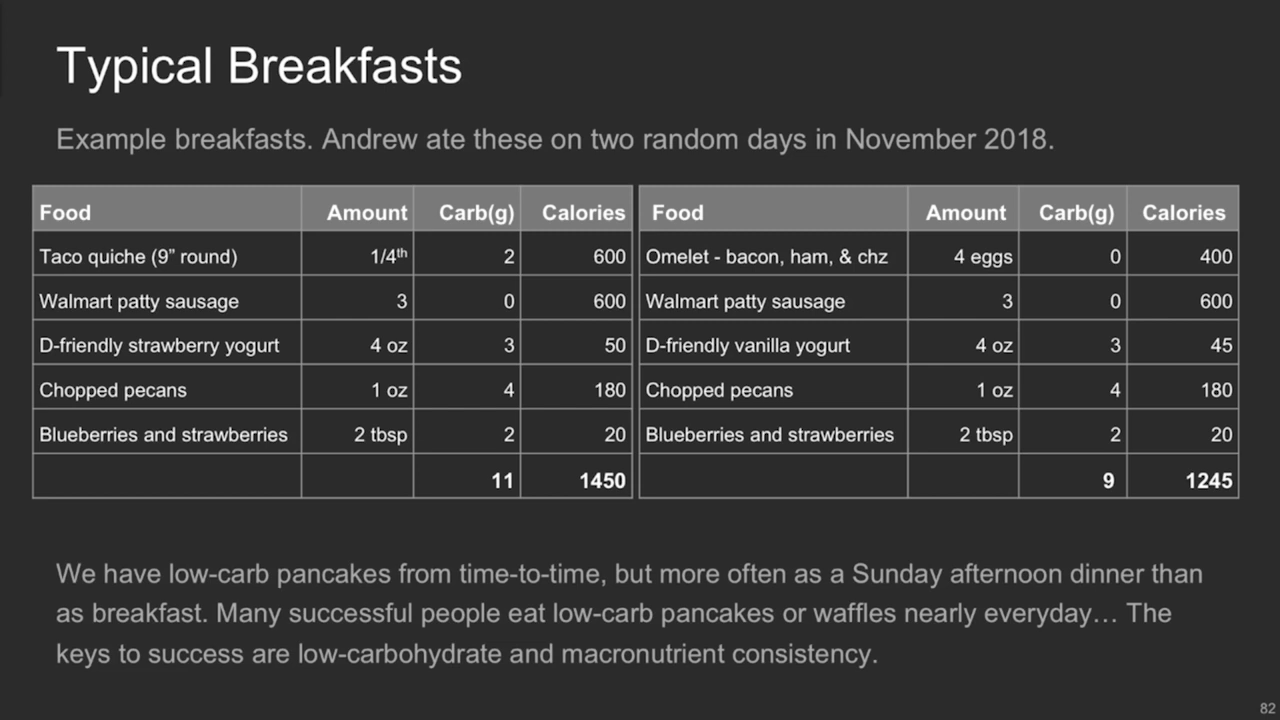 Typical Breakfasts
Example breakfasts. Andrew ate these on two random days in November 2018.
Food Amount Carb(g) Calories Food Amount Carb(g) Calories
Taco quiche (9” round) 1/4th 2 600 Omelet - bacon, ham, & chz 4 eggs 0 400
Walmart patty sausage 3 0 600 Walmart patty sausage 3 0 600
D-friendly strawberry yogurt 4 oz 3 50 D-friendly vanilla yogurt 4 oz 3 45
Chopped pecans 1 oz 4 180 Chopped pecans 1 oz 4 180
Blueberries and strawberries 2 tbsp 2 20 Blueberries and strawberries 2 tbsp 2 20
11 1450 9 1245
We have low-carb pancakes from time-to-time, but more often as a Sunday afternoon dinner than
as breakfast. Many successful people eat low-carb pancakes or waffles nearly everyday… The
keys to success are low-carbohydrate and macronutrient consistency.
82